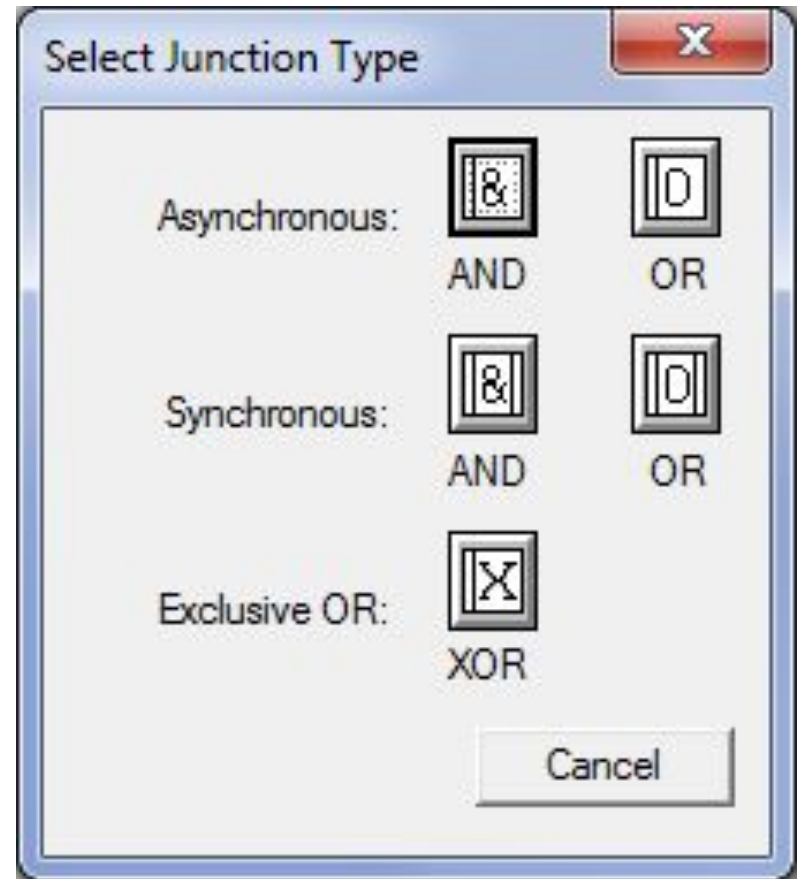 Select Junction Type
X
Asynchronous:
& O
AND OR
Synchronous:
& O
AND OR
Exclusive OR:
X
XOR
Cancel